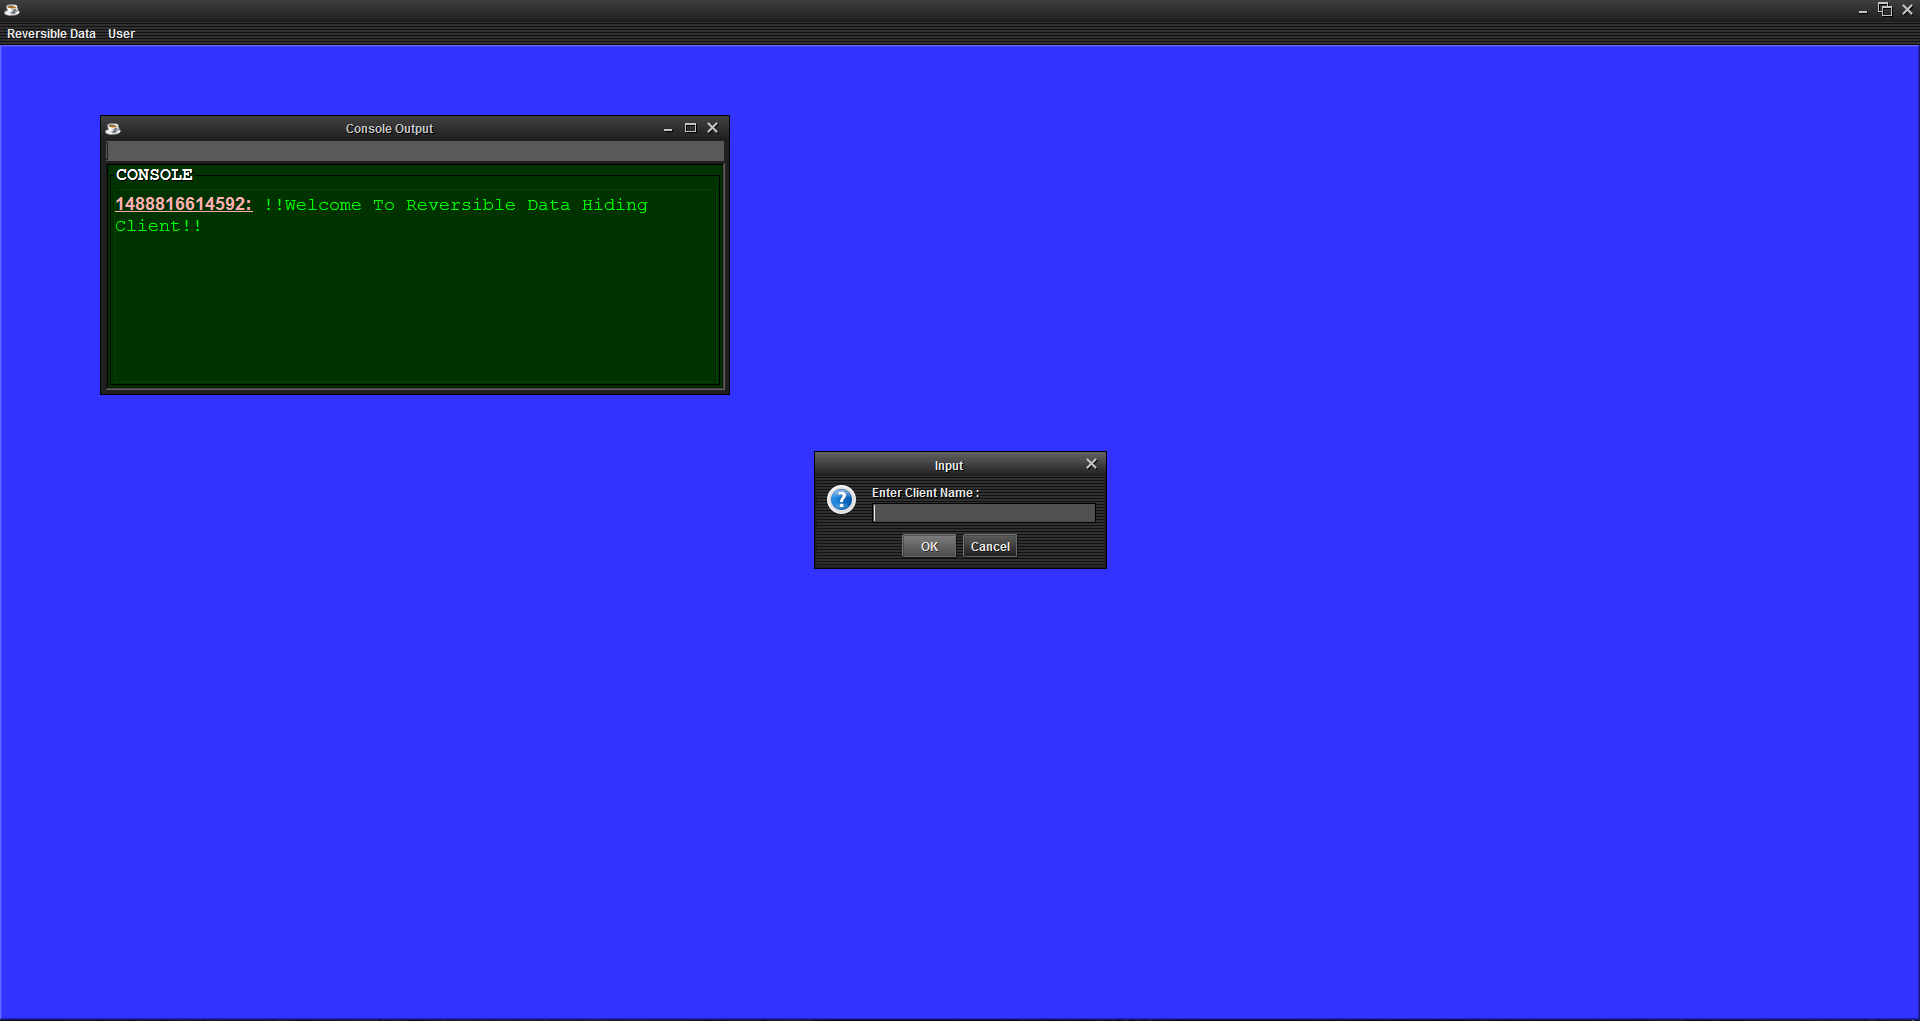 Reversible Data User
Console Output
CONSOLE
1488816614592: !!Welcome To Reversible Data Hiding
Client!!
Input
Enter Client Name :
OK Cancel